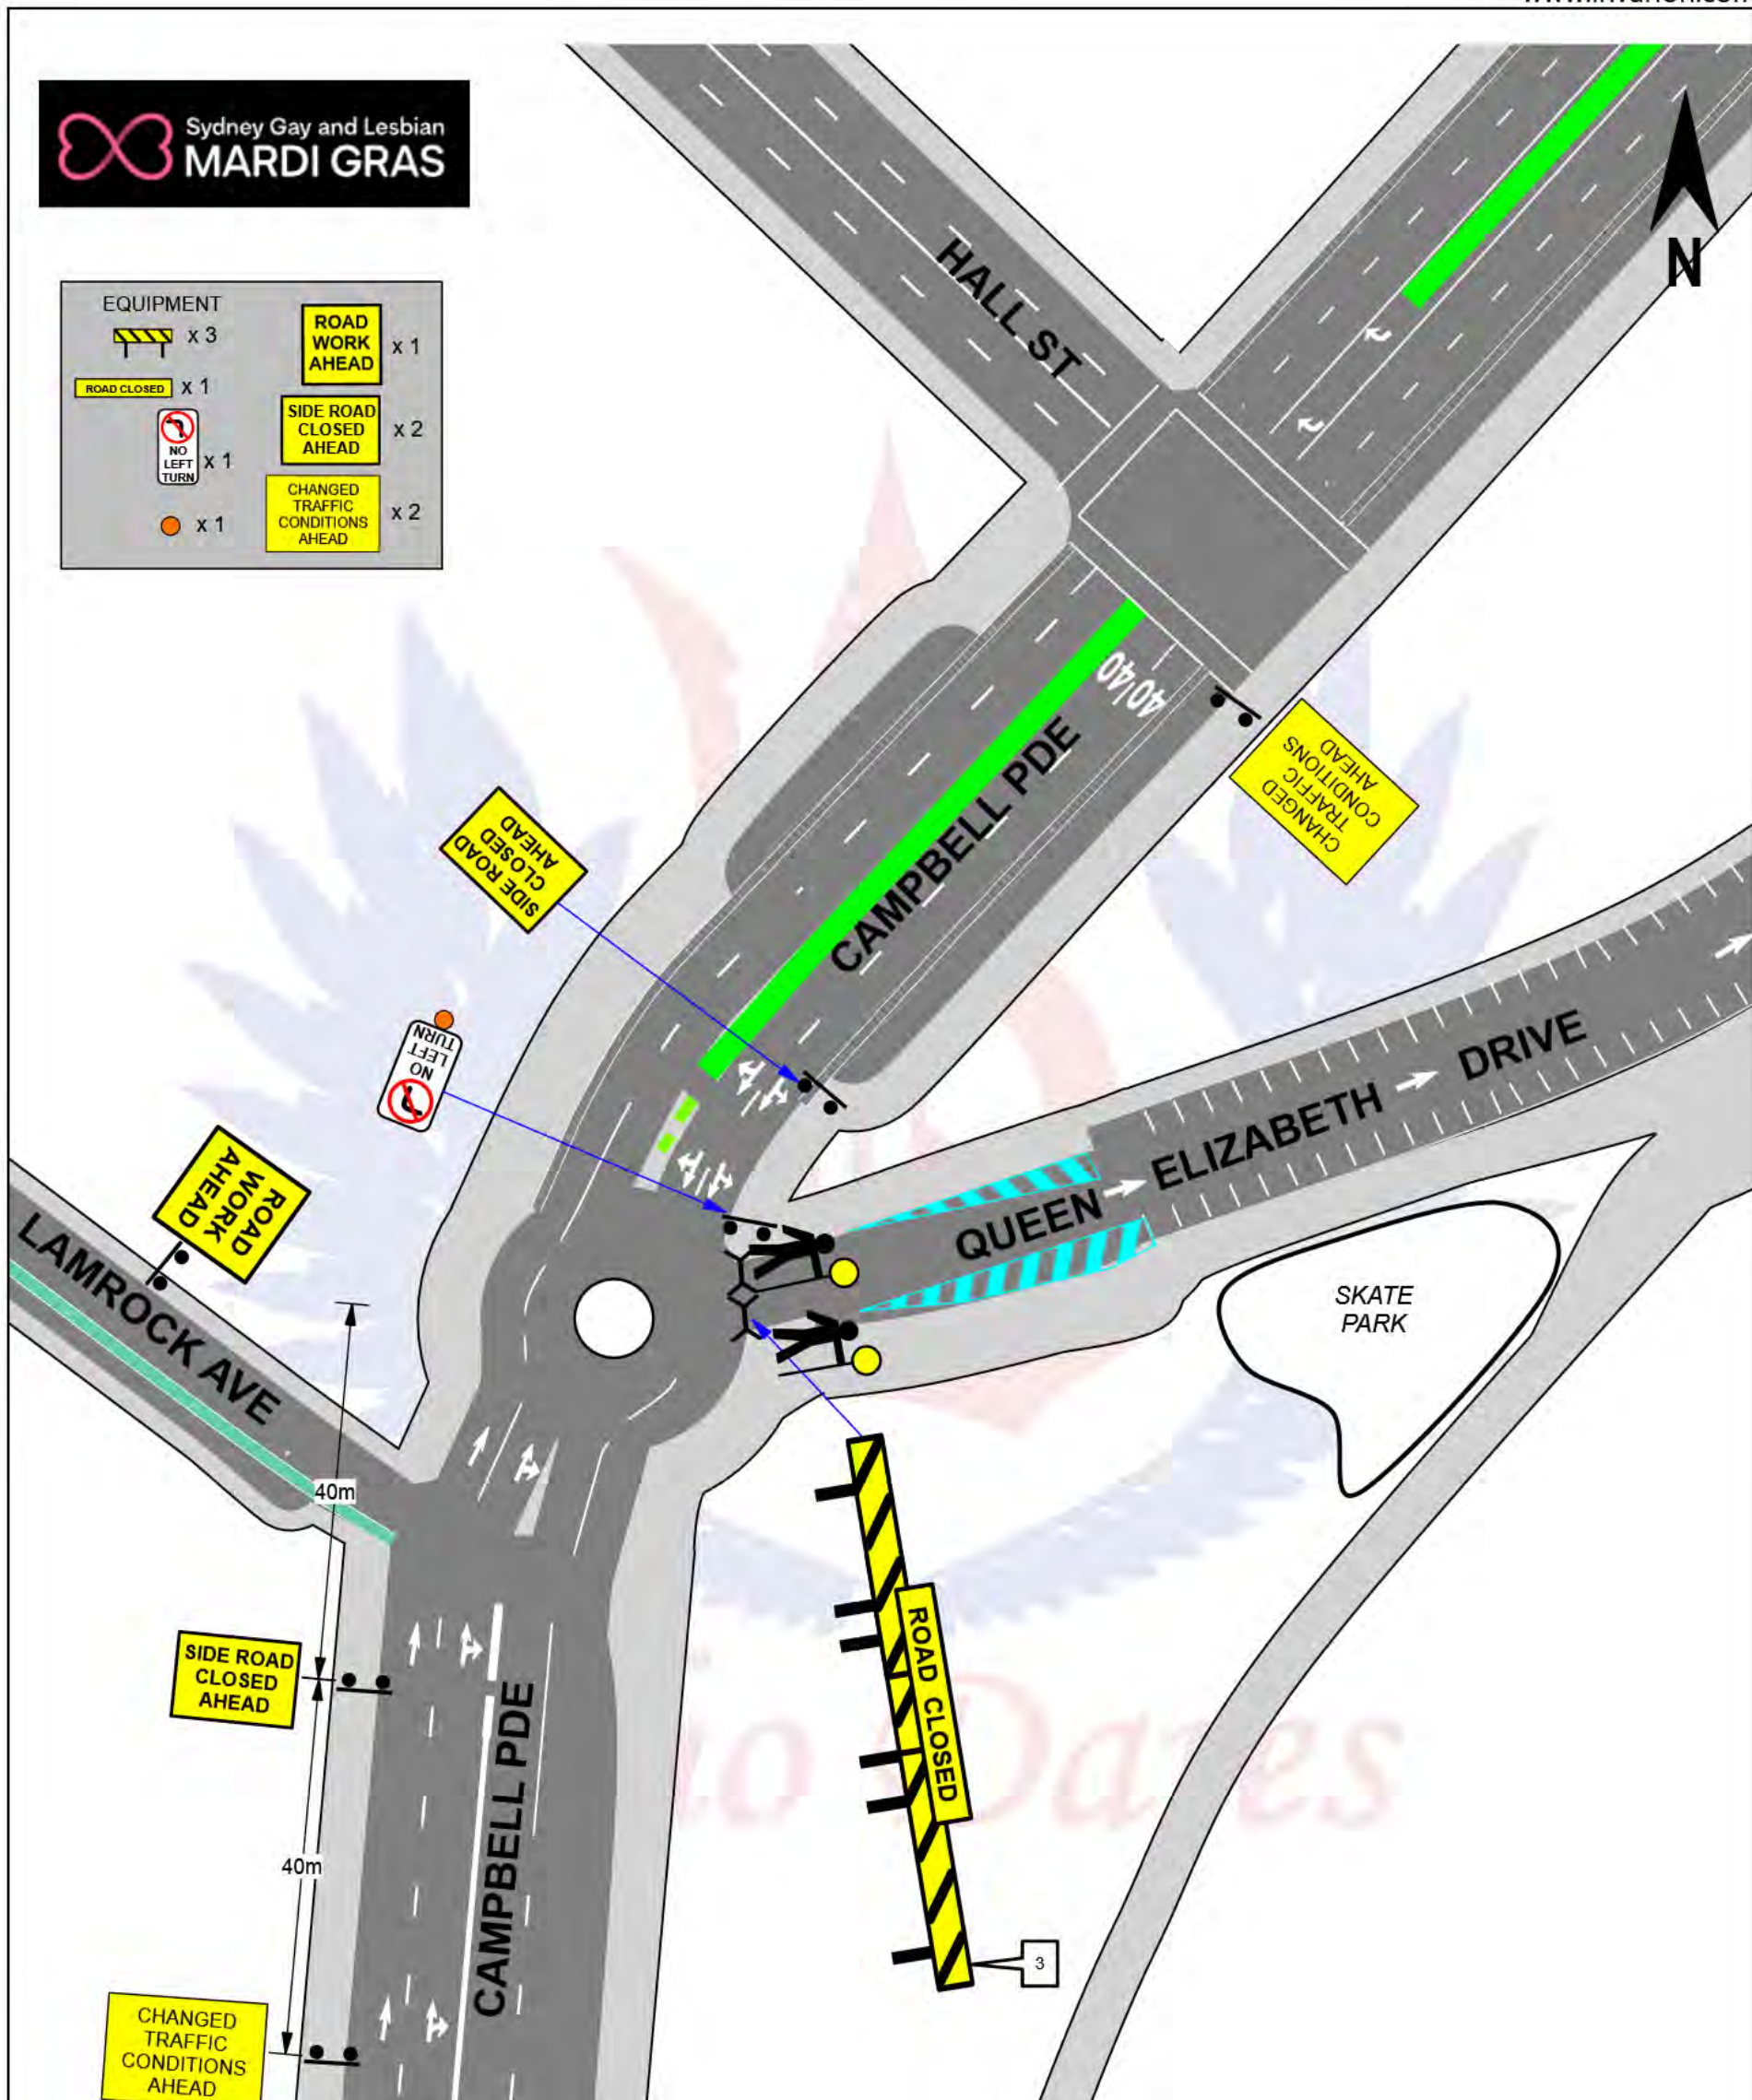 Sydney Gay and Lesbian
MARDI GRAS
EQUIPMENT
x 3
ROAD CLOSED
x 1
NO
LEFT
TURN
x 1
x 1
ROAD
WORK
AHEAD
x 1
SIDE ROAD
CLOSED
AHEAD
x 2
CHANGED
TRAFFIC
CONDITIONS
AHEAD
x 2
N
HALL ST
40/40
CAMPBELL PDE
CHANGED
TRAFFIC
CONDITIONS
AHEAD
SIDE ROAD
CLOSED
AHEAD
NO
LEFT
TURN
ROAD
WORK
AHEAD
LAMROCK AVE
QUEEN ELIZABETH DRIVE
SKATE
PARK
40m
SIDE ROAD
CLOSED
AHEAD
ROAD CLOSED
40m
CAMPBELL PDE
3
CHANGED
TRAFFIC
CONDITIONS
AHEAD